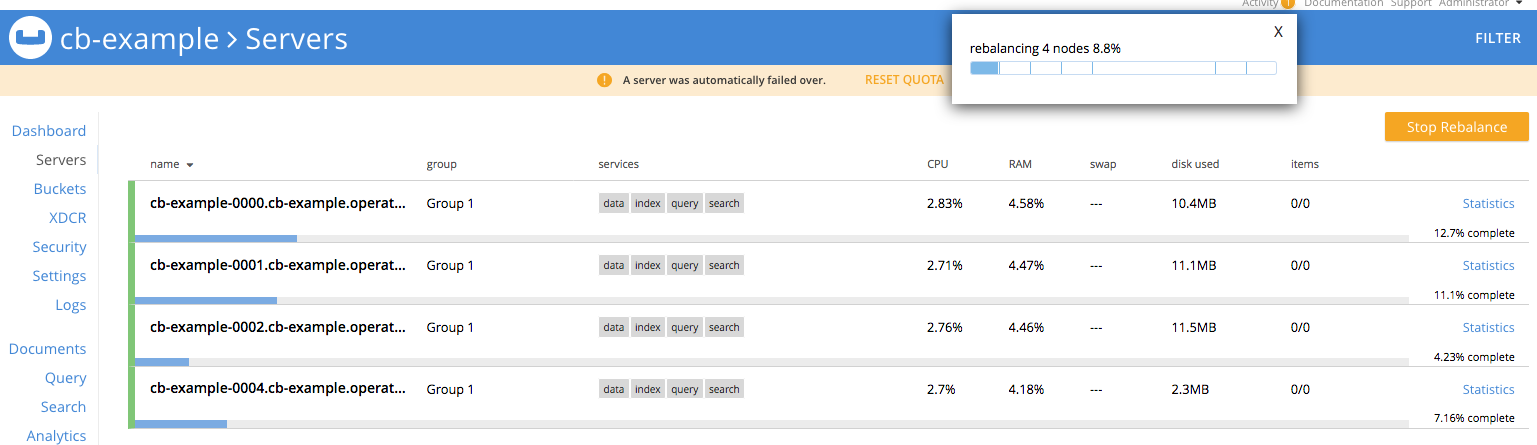 Activity 1 Documentation Support Administrator
cb-example > Servers
FILTER
X
rebalancing 4 nodes 8.8%
! A server was automatically failed over. RESET QUOTA
Stop Rebalance
Dashboard
Servers
Buckets
XDCR
Security
Settings
Logs
Documents
Query
Search
Analytics
name group services CPU RAM swap disk used items
cb-example-0000.cb-example.operat... Group 1 data index query search 2.83% 4.58% --- 10.4MB 0/0 Statistics
12.7% complete
cb-example-0001.cb-example.operat... Group 1 data index query search 2.71% 4.47% --- 11.1MB 0/0 Statistics
11.1% complete
cb-example-0002.cb-example.operat... Group 1 data index query search 2.76% 4.46% --- 11.5MB 0/0 Statistics
4.23% complete
cb-example-0004.cb-example.operat... Group 1 data index query search 2.7% 4.18% --- 2.3MB 0/0 Statistics
7.16% complete